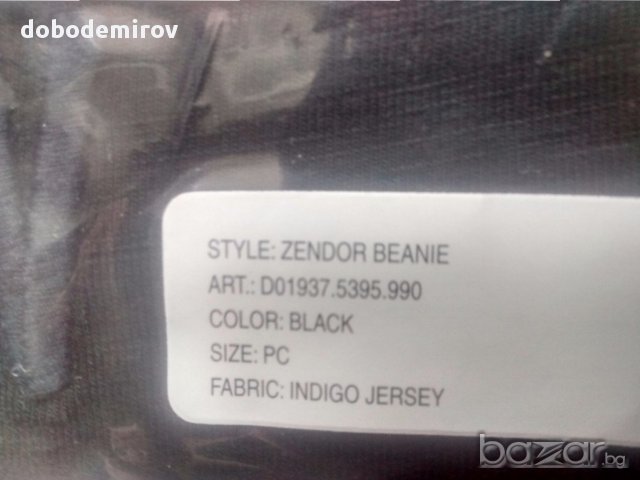 dobodemirov
STYLE: ZENDOR BEANIE
ART.: D01937.5395.990
COLOR: BLACK
SIZE: PC
FABRIC: INDIGO JERSEY
bazar.bg